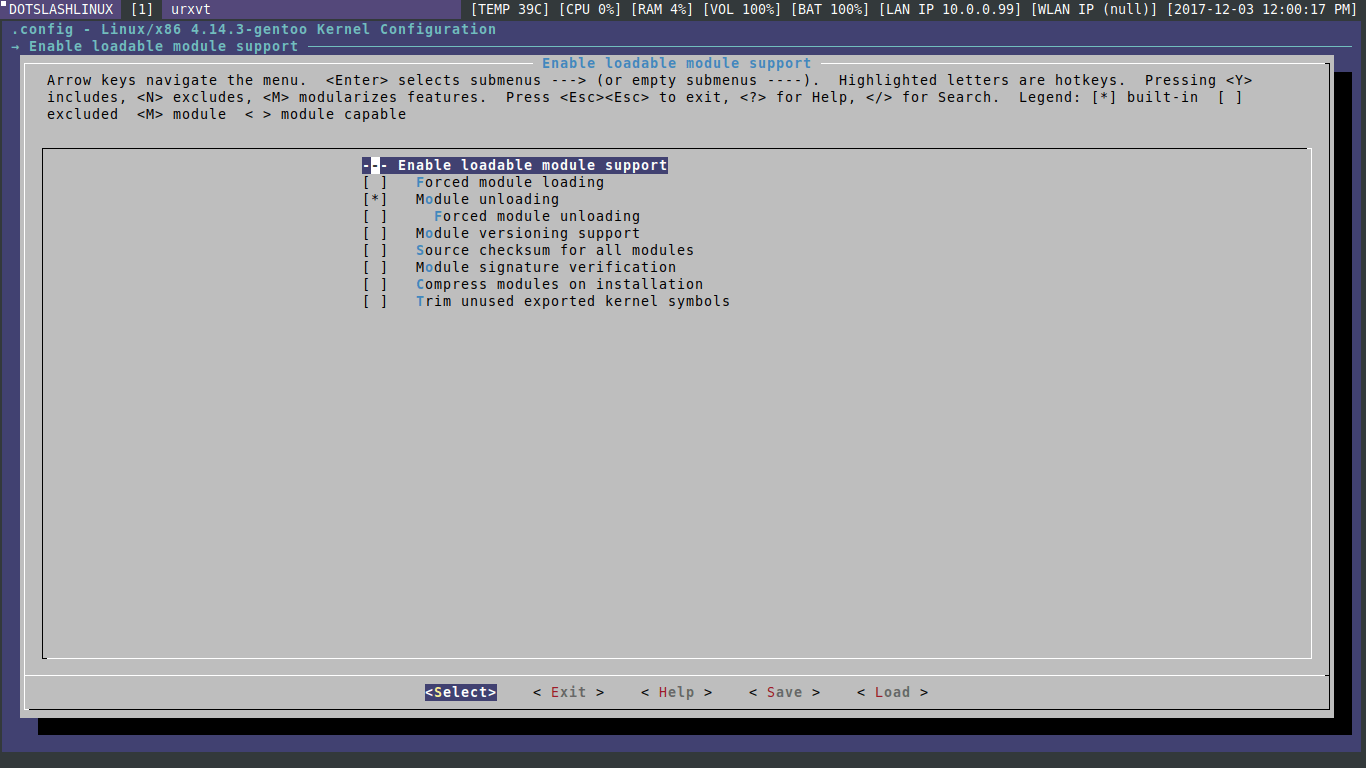 DOTSLASHLINUX [1] urxvt [TEMP 39C] [CPU 0%] [RAM 4%] [VOL 100%] [BAT 100%] [LAN IP 10.0.0.99] [WLAN IP (null)] [2017-12-03 12:00:17 PM]
.config - Linux/x86 4.14.3-gentoo Kernel Configuration
→ Enable loadable module support
Enable loadable module support
Arrow keys navigate the menu.  <Enter> selects submenus ---> (or empty submenus ----).  Highlighted letters are hotkeys.  Pressing <Y>
includes, <N> excludes, <M> modularizes features.  Press <Esc><Esc> to exit, <?> for Help, </> for Search.  Legend: [*] built-in  [ ]
excluded  <M> module  < > module capable
--- Enable loadable module support
[ ]   Forced module loading
[*]   Module unloading
[ ]     Forced module unloading
[ ]   Module versioning support
[ ]   Source checksum for all modules
[ ]   Module signature verification
[ ]   Compress modules on installation
[ ]   Trim unused exported kernel symbols
<Select>    < Exit >    < Help >    < Save >    < Load >